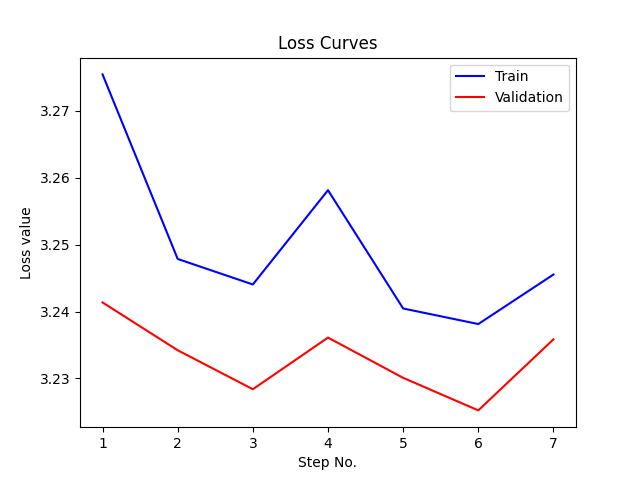 Loss Curves
Train
Validation
3.27
3.26
3.25
3.24
3.23
Loss value
1 2 3 4 5 6 7
Step No.